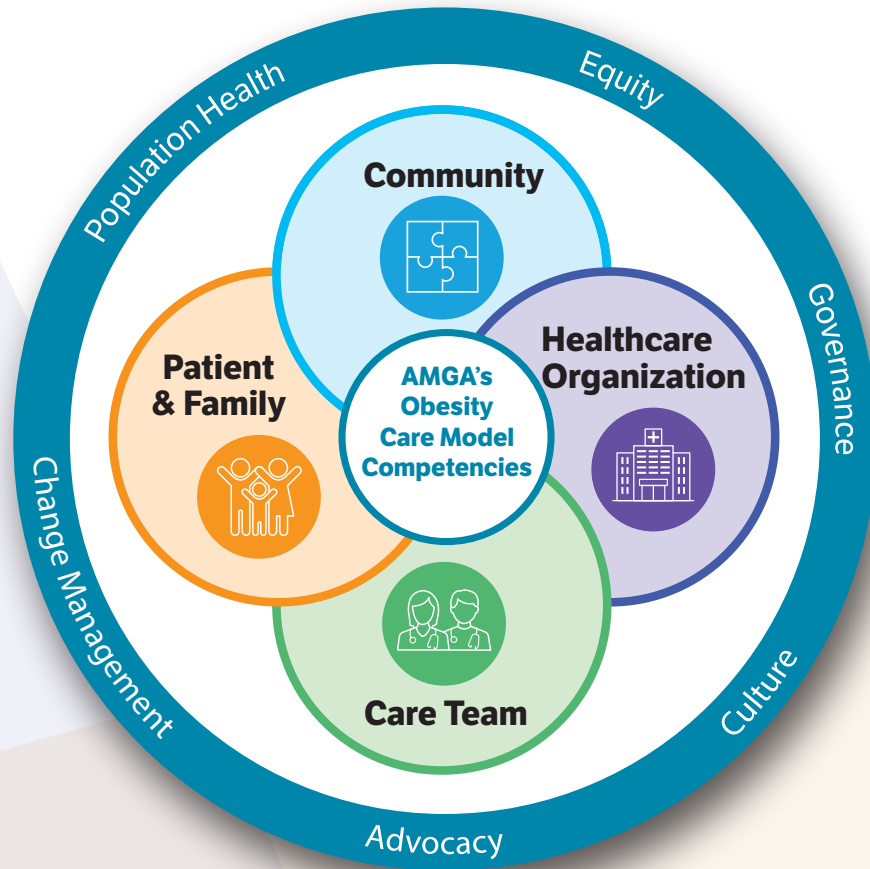 Population Health
Equity
Governance
Culture
Advocacy
Change Management
Community
Patient
& Family
Healthcare
Organization
AMGA's
Obesity
Care Model
Competencies
Care Team